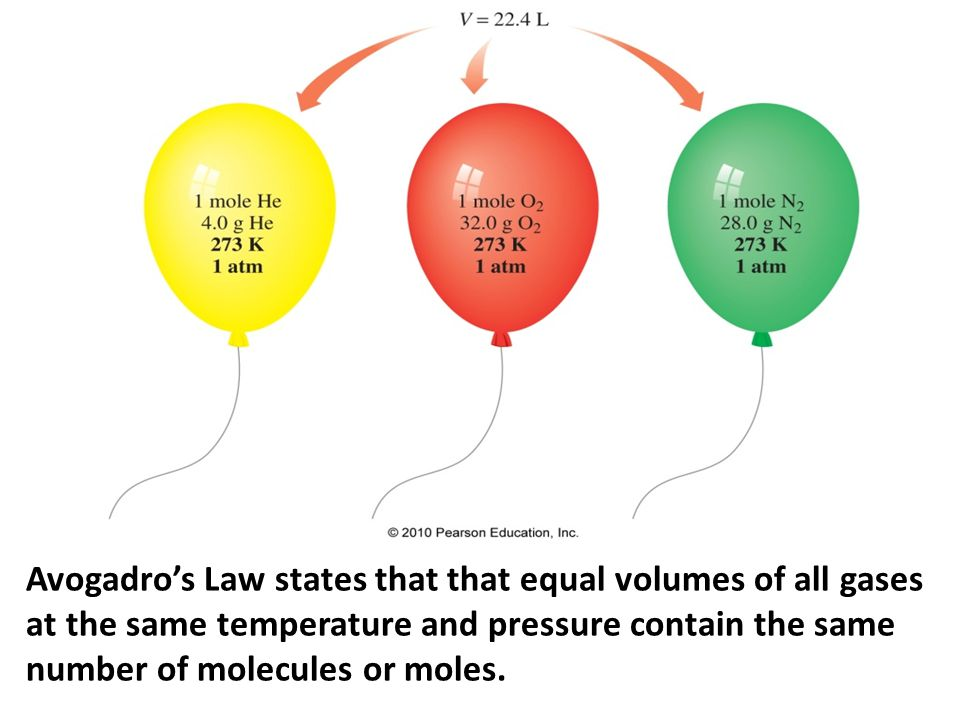 V = 22.4 L
1 mole He
4.0 g He
273 K
1 atm
1 mole O₂
32.0 g O₂
273 K
1 atm
1 mole N₂
28.0 g N₂
273 K
1 atm
© 2010 Pearson Education, Inc.
Avogadro’s Law states that that equal volumes of all gases
at the same temperature and pressure contain the same
number of molecules or moles.